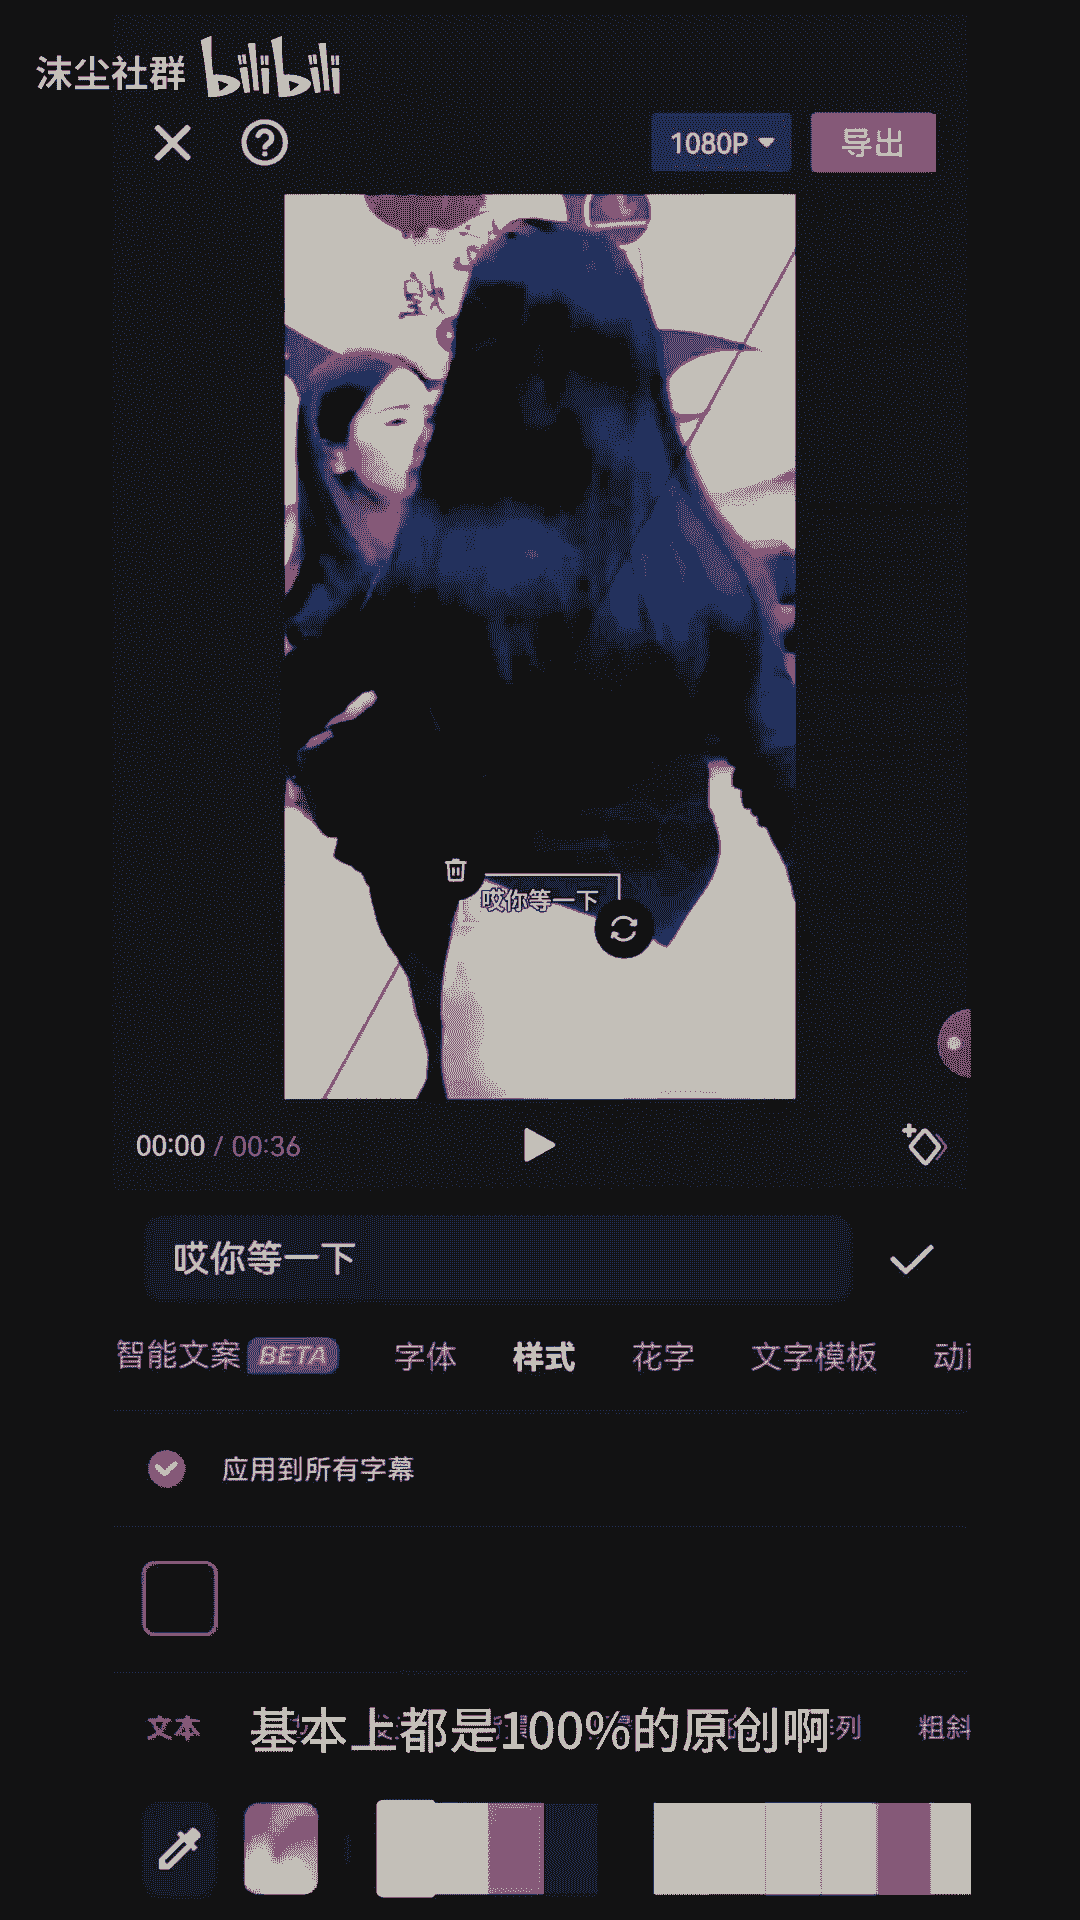 沫尘社群 bilibili
1080P 导出
哎你等一下
00:00 / 00:36
哎你等一下
智能文案 BETA 字体 样式 花字 文字模板
应用到所有字幕
基本上都是100%的原创啊
文本 列 粗斜